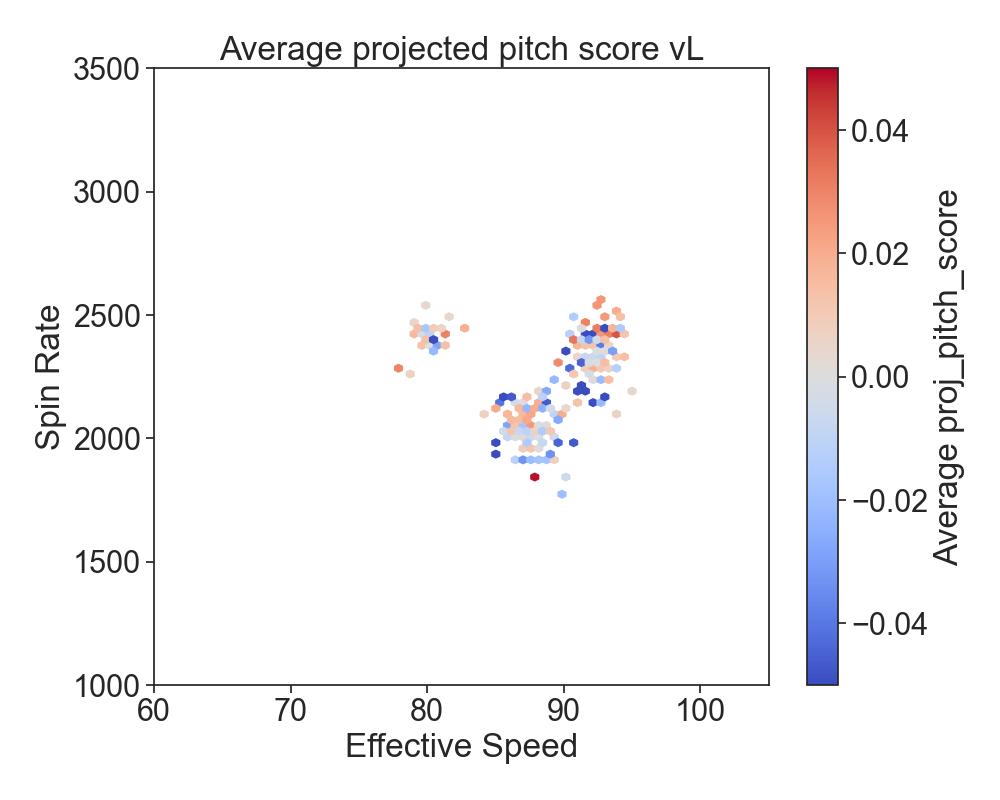 Average projected pitch score vL
3500
3000
2500
2000
1500
1000
Spin Rate
60 70 80 90 100
Effective Speed
0.04
0.02
0.00
−0.02
−0.04
Average proj_pitch_score